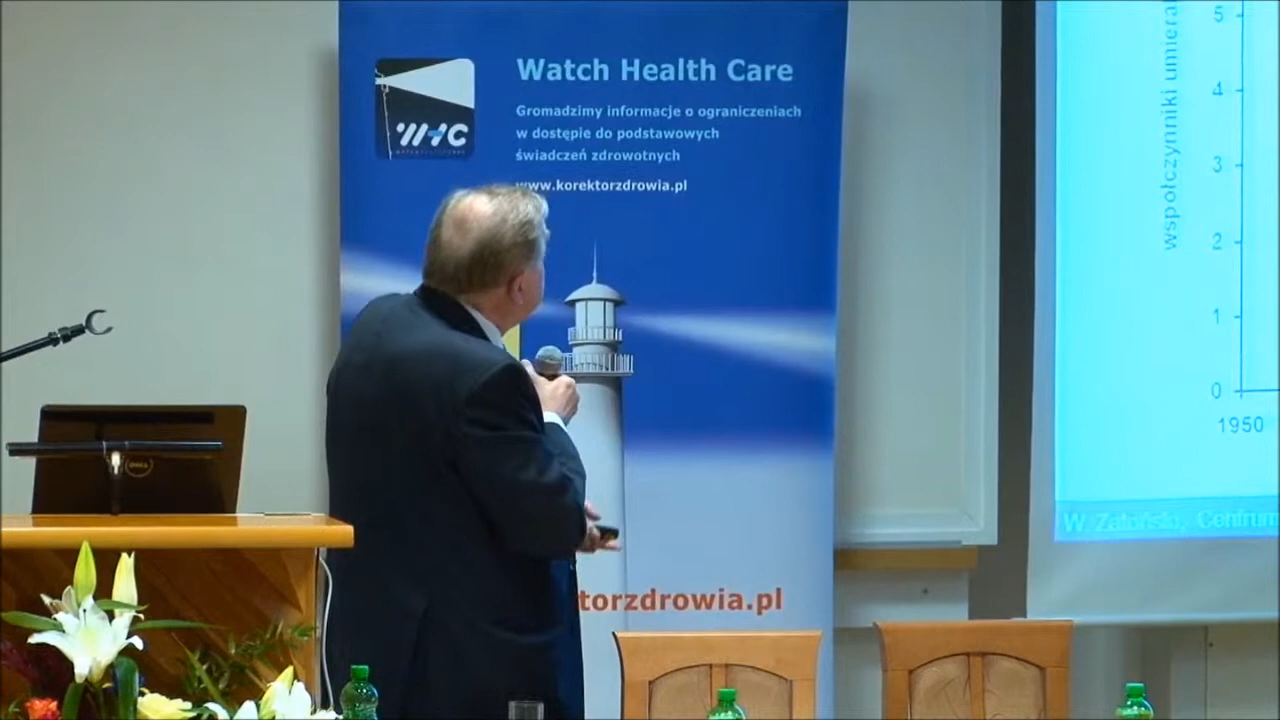 Watch Health Care
Gromadzimy informacje o ograniczeniach
w dostępie do podstawowych
świadczeń zdrowotnych
www.korektorzdrowia.pl
WHC
torzdrowia.pl
DELL
współczynniki umiera
5
4
3
2
1
0
1950
W. Zatoński, Centrum